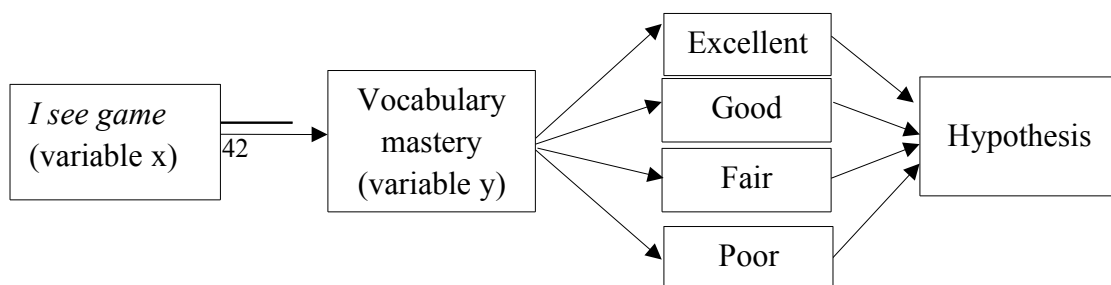 I see game
(variable x)
42
Vocabulary
mastery
(variable y)
Excellent
Good
Fair
Poor
Hypothesis